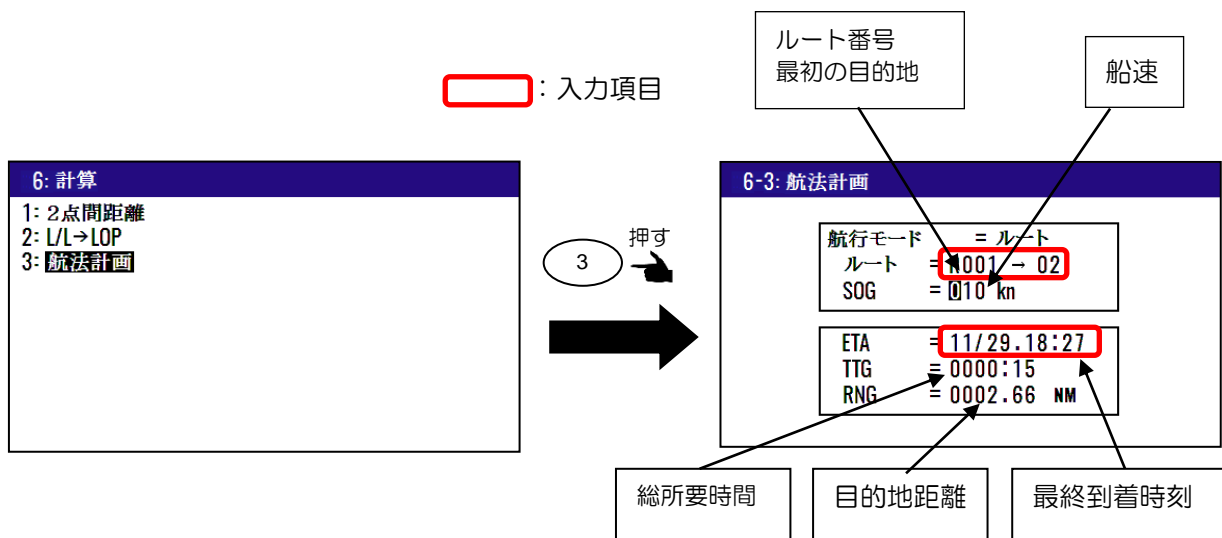 ルート番号
最初の目的地
船速
：入力項目
6: 計算
1: 2点間距離
2: L/L→LOP
3: 航法計画
3
押す
6-3: 航法計画
航行モード = ルート
ルート = R001 → 02
SOG = 010 kn
ETA = 11/29.18:27
TTG = 0000:15
RNG = 0002.66 NM
総所要時間
目的地距離
最終到着時刻